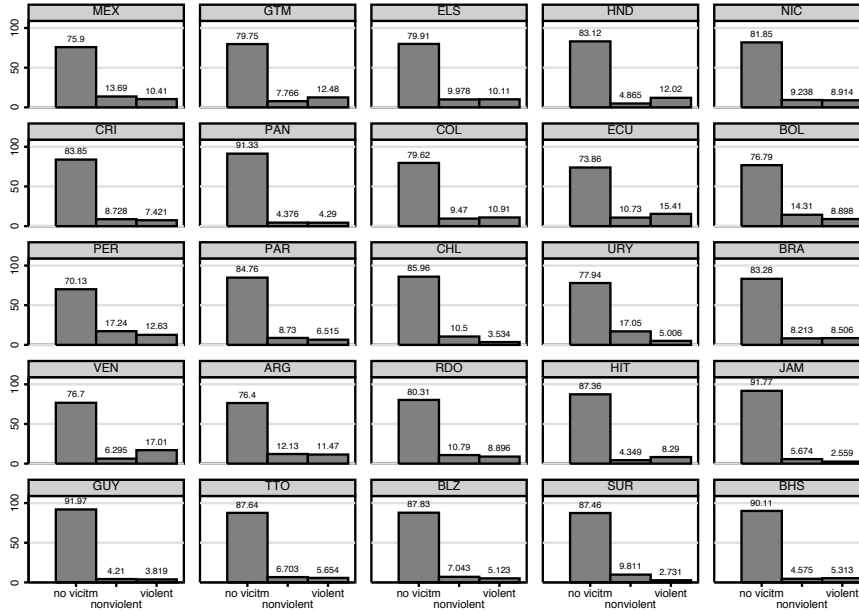 MEX GTM ELS HND NIC
100
50
0
75.9 13.69 10.41 79.75 7.766 12.48 79.91 9.978 10.11 83.12 4.865 12.02 81.85 9.238 8.914
CRI PAN COL ECU BOL
100
50
0
83.85 8.728 7.421 91.33 4.376 4.29 79.62 9.47 10.91 73.86 10.73 15.41 76.79 14.31 8.898
PER PAR CHL URY BRA
100
50
0
70.13 17.24 12.63 84.76 8.73 6.515 85.96 10.5 3.534 77.94 17.05 5.006 83.28 8.213 8.506
VEN ARG RDO HIT JAM
100
50
0
76.7 6.295 17.01 76.4 12.13 11.47 80.31 10.79 8.896 87.36 4.349 8.29 91.77 5.674 2.559
GUY TTO BLZ SUR BHS
100
50
0
91.97 4.21 3.819 87.64 6.703 5.654 87.83 7.043 5.123 87.46 9.811 2.731 90.11 4.575 5.313
no vicitm violent no vicitm violent no vicitm violent no vicitm violent no vicitm violent
nonviolent nonviolent nonviolent nonviolent nonviolent